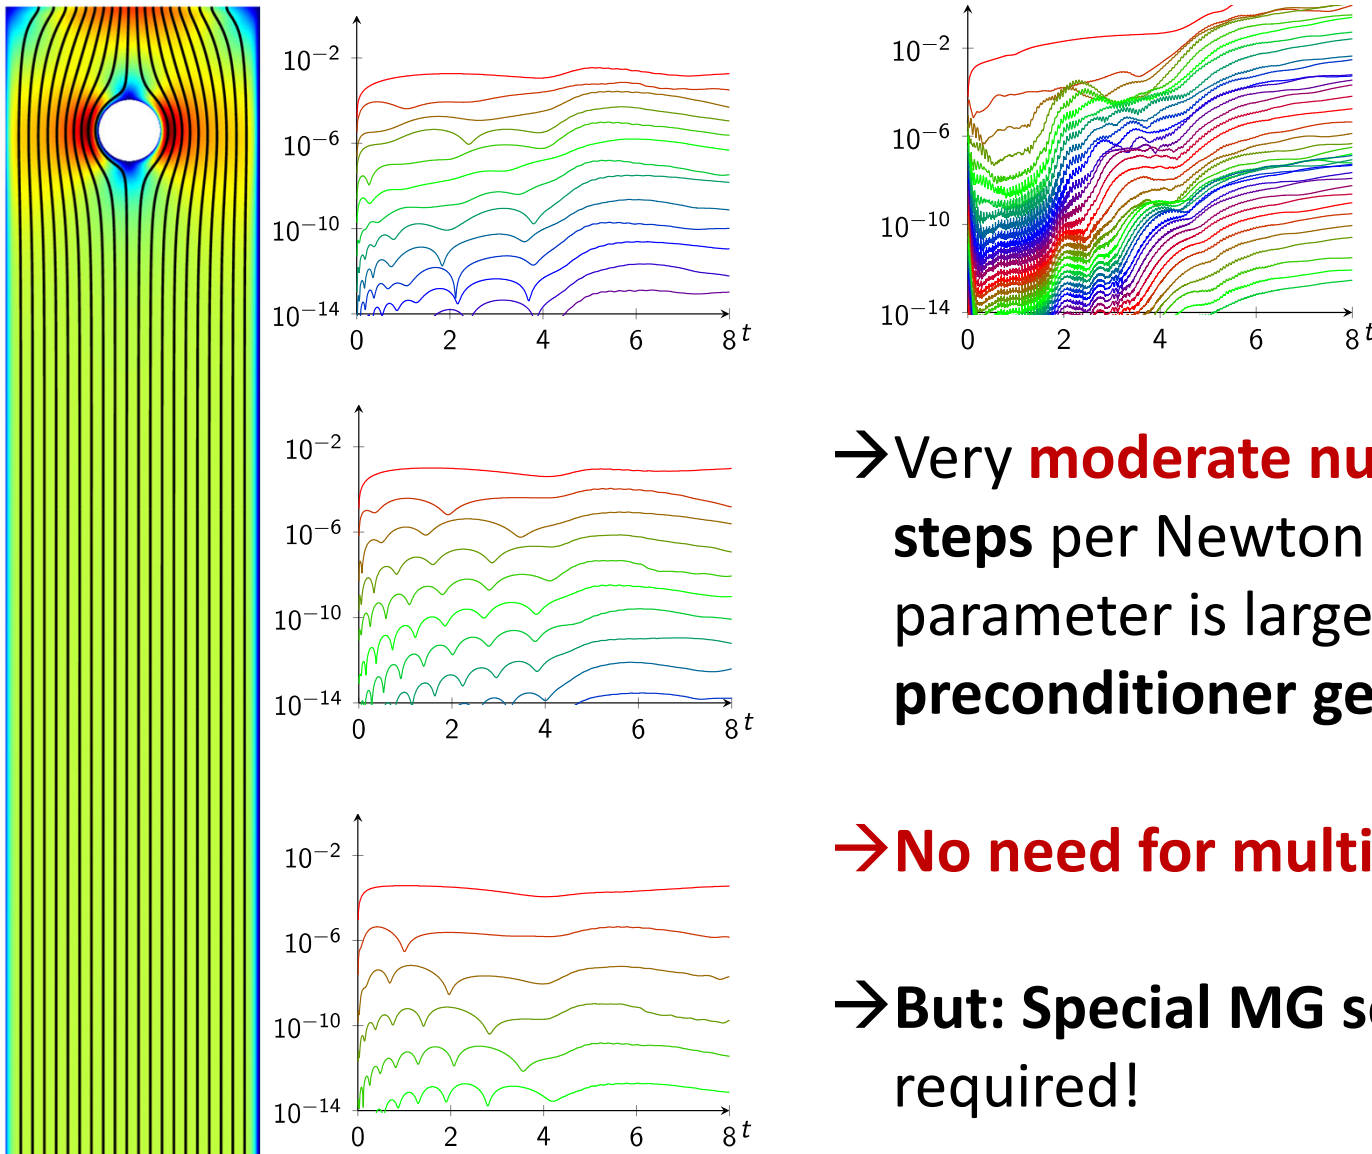 10−2
10−6
10−10
10−14
0 2 4 6 8 t
10−2
10−6
10−10
10−14
0 2 4 6 8 t
10−2
10−6
10−10
10−14
0 2 4 6 8 t
10−2
10−6
10−10
10−14
0 2 4 6 8 t
→Very moderate nu
steps per Newton
parameter is large
preconditioner ge
→No need for multi
→But: Special MG s
required!